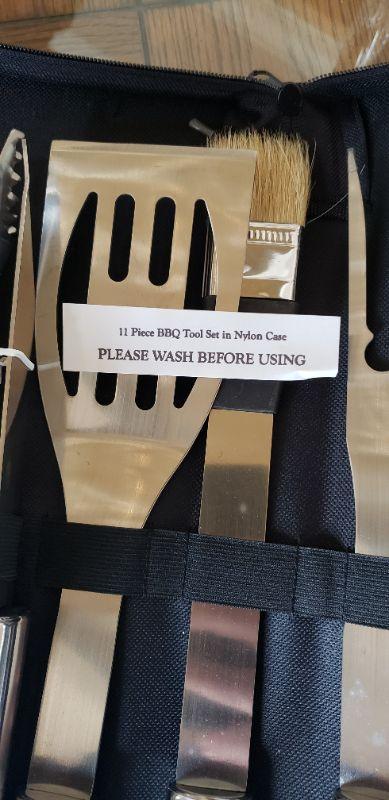 11 Piece BBQ Tool Set in Nylon Case
PLEASE WASH BEFORE USING